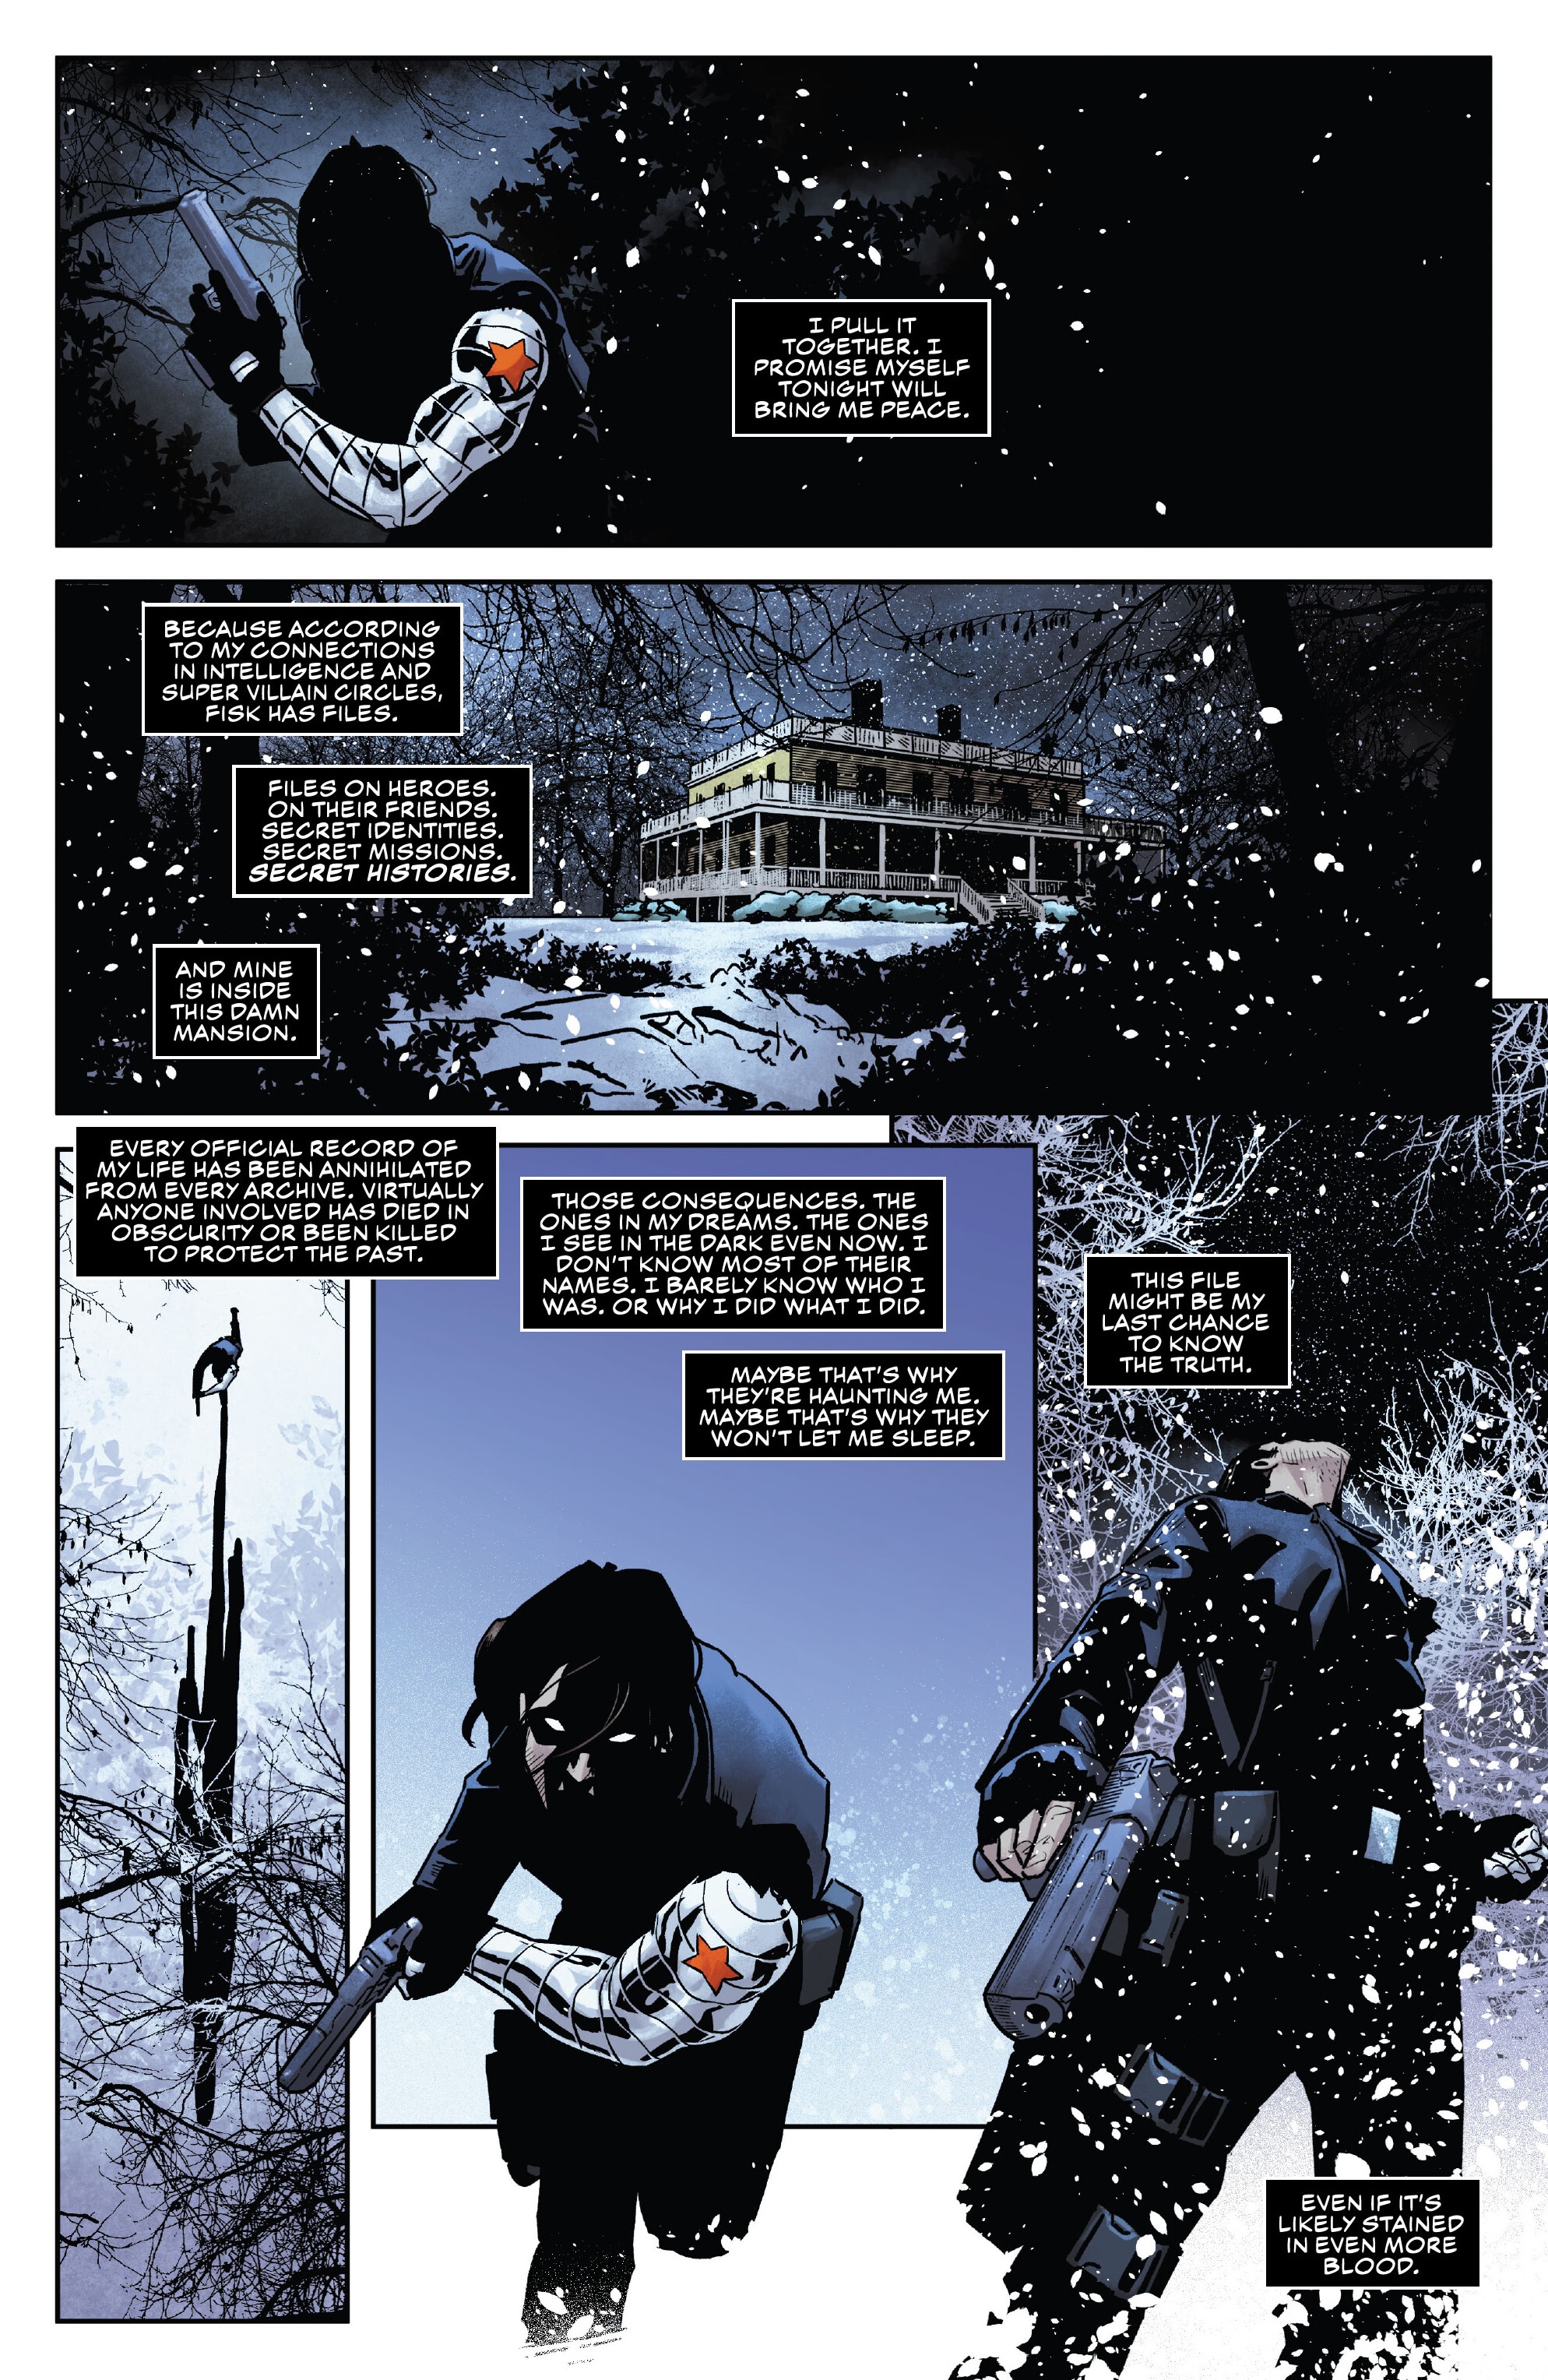 I PULL IT
TOGETHER. I
PROMISE MYSELF
TONIGHT WILL
BRING ME PEACE.
BECAUSE ACCORDING
TO MY CONNECTIONS
IN INTELLIGENCE AND
SUPER VILLAIN CIRCLES,
FISK HAS FILES.
FILES ON HEROES.
ON THEIR FRIENDS.
SECRET IDENTITIES.
SECRET MISSIONS.
SECRET HISTORIES.
AND MINE
IS INSIDE
THIS DAMN
MANSION.
EVERY OFFICIAL RECORD OF
MY LIFE HAS BEEN ANNIHILATED
FROM EVERY ARCHIVE. VIRTUALLY
ANYONE INVOLVED HAS DIED IN
OBSCURITY OR BEEN KILLED
TO PROTECT THE PAST.
THOSE CONSEQUENCES. THE
ONES IN MY DREAMS. THE ONES
I SEE IN THE DARK EVEN NOW. I
DON'T KNOW MOST OF THEIR
NAMES. I BARELY KNOW WHO I
WAS. OR WHY I DID WHAT I DID.
MAYBE THAT'S WHY
THEY'RE HAUNTING ME.
MAYBE THAT'S WHY THEY
WON'T LET ME SLEEP.
THIS FILE
MIGHT BE MY
LAST CHANCE
TO KNOW
THE TRUTH.
EVEN IF IT'S
LIKELY STAINED
IN EVEN MORE
BLOOD.